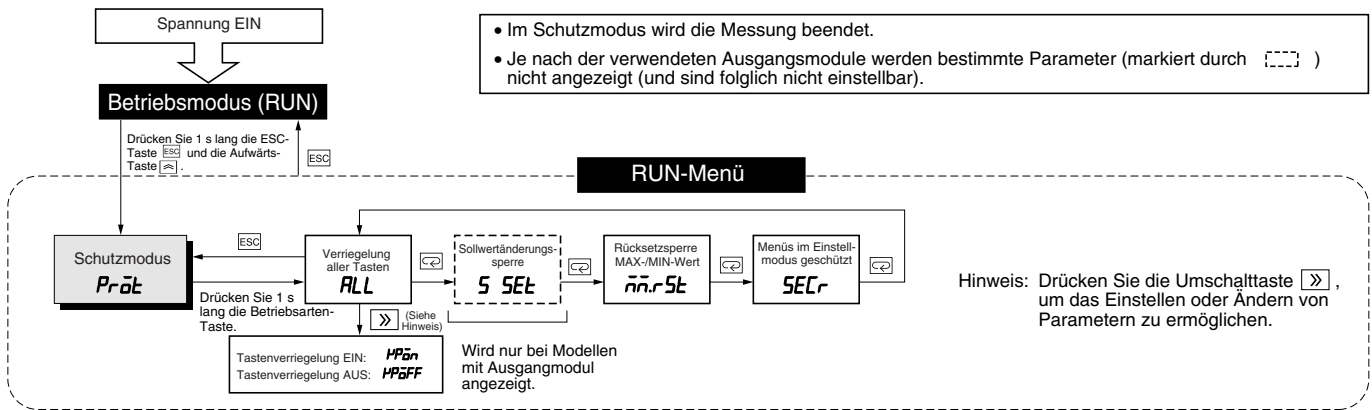 Spannung EIN
• Im Schutzmodus wird die Messung beendet.
• Je nach der verwendeten Ausgangsmodule werden bestimmte Parameter (markiert durch )
nicht angezeigt (und sind folglich nicht einstellbar).
Betriebsmodus (RUN)
Drücken Sie 1 s lang die ESC-
Taste ESC und die Aufwärts-
Taste .
ESC
RUN-Menü
Schutzmodus
Prot
ESC
Drücken Sie 1 s
lang die Betriebsarten-
Taste.
Verriegelung
aller Tasten
ALL
Sollwertänderungs-
sperre
S SEt
Rücksetzsperre
MAX-/MIN-Wert
mm.rSt
Menüs im Einstell-
modus geschützt
SECr
Hinweis: Drücken Sie die Umschalttaste » ,
um das Einstellen oder Ändern von
Parametern zu ermöglichen.
» (Siehe
Hinweis)
Tastenverriegelung EIN: KPon
Tastenverriegelung AUS: KPoFF
Wird nur bei Modellen
mit Ausgangmodul
angezeigt.